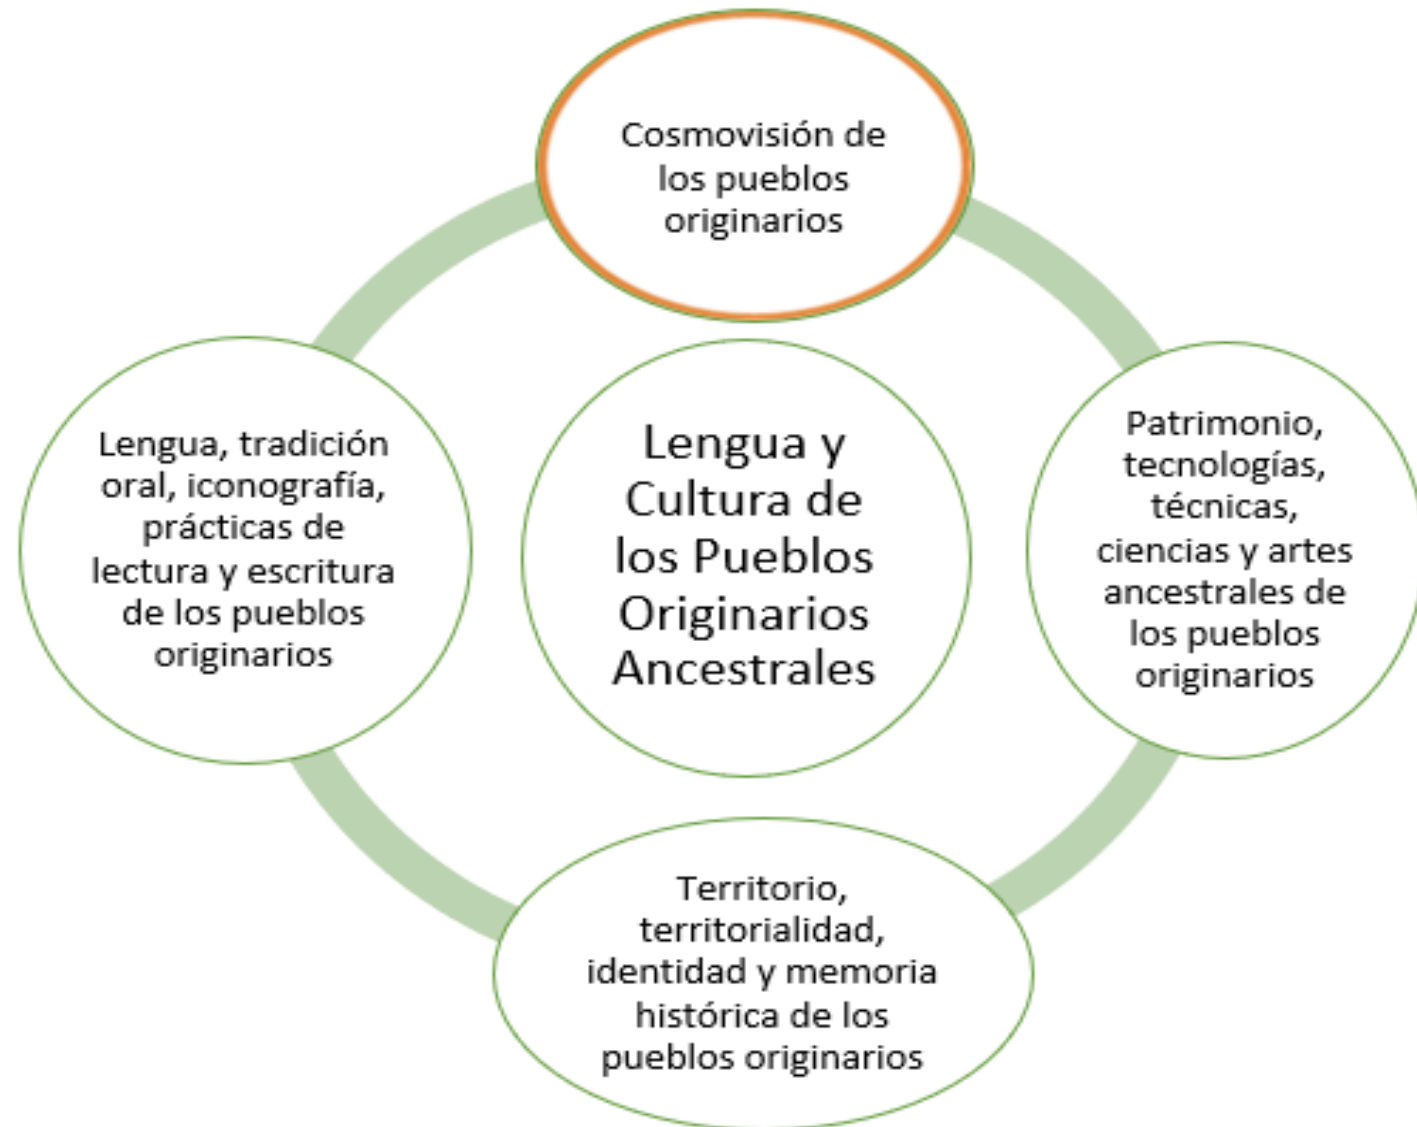 Cosmovisión de
los pueblos
originarios
Lengua, tradición
oral, iconografía,
prácticas de
lectura y escritura
de los pueblos
originarios
Lengua y
Cultura de
los Pueblos
Originarios
Ancestrales
Patrimonio,
tecnologías,
técnicas,
ciencias y artes
ancestrales de
los pueblos
originarios
Territorio,
territorialidad,
identidad y memoria
histórica de los
pueblos originarios